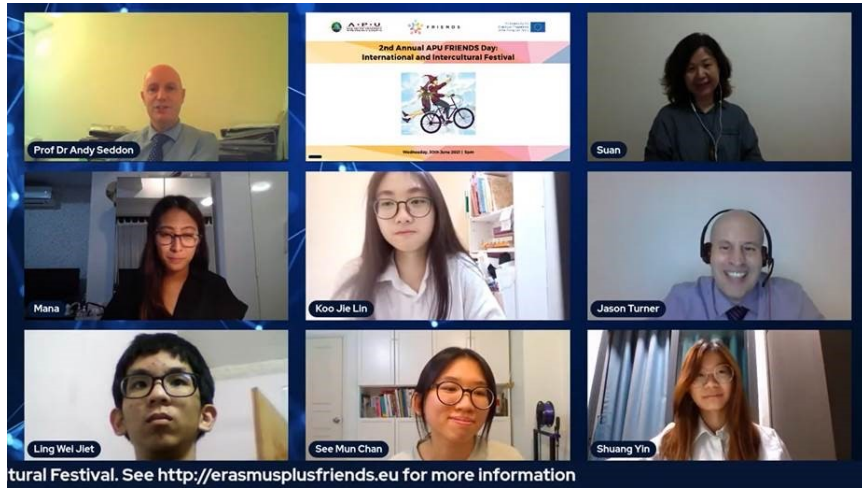 A·P·U
FRIENDS
2nd Annual APU FRIENDS Day:
International and Intercultural Festival
Prof Dr Andy Seddon
Suan
Mana
Koo Jie Lin
Jason Turner
Ling Wei Jiet
See Mun Chan
Shuang Yin
tural Festival. See http://erasmusplusfriends.eu for more information